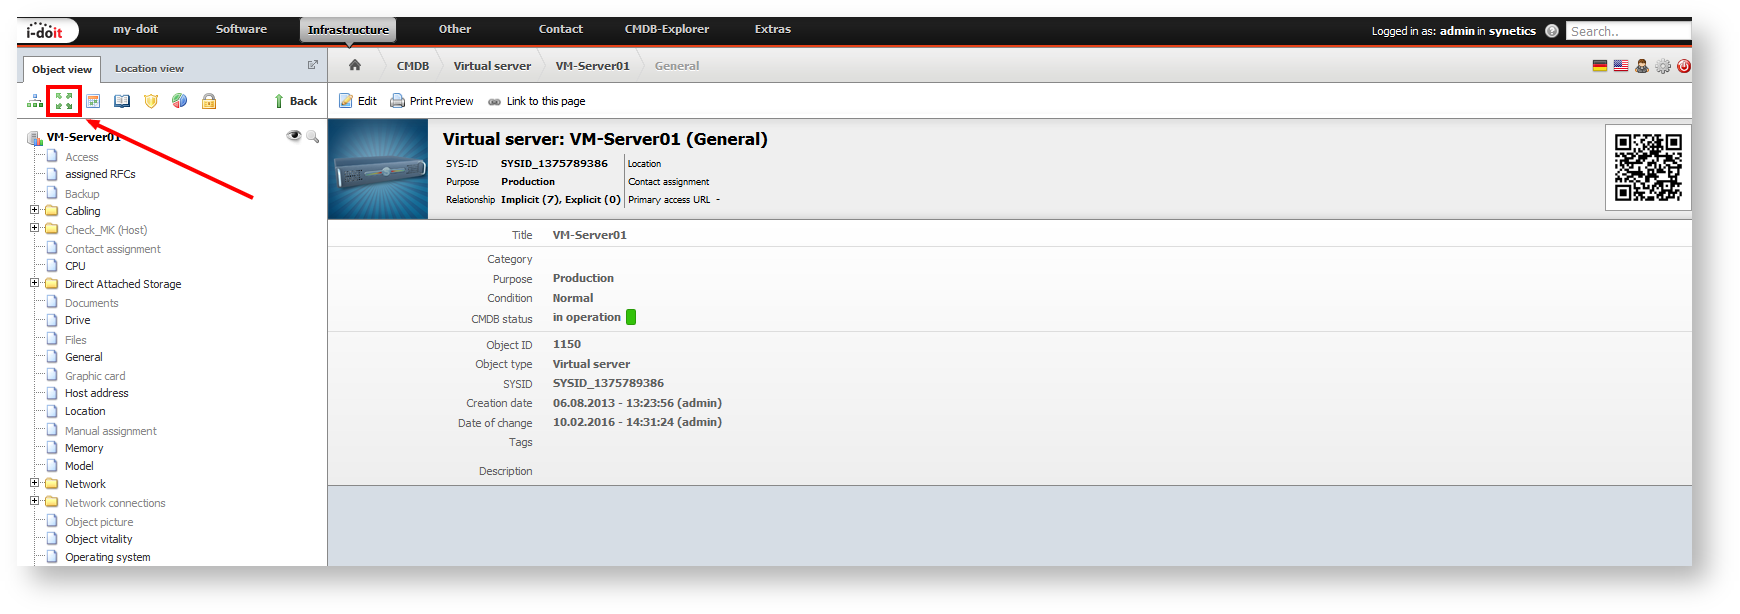 i-doit my-doit Software Infrastructure Other Contact CMDB-Explorer Extras Logged in as: admin in synetics Search..
Object view Location view
CMDB Virtual server VM-Server01 General
Back
Edit Print Preview Link to this page
VM-Server01
Access
assigned RFCs
Backup
Cabling
Check_MK (Host)
Contact assignment
CPU
Direct Attached Storage
Documents
Drive
Files
General
Graphic card
Host address
Location
Manual assignment
Memory
Model
Network
Network connections
Object picture
Object vitality
Operating system
Virtual server: VM-Server01 (General)
SYS-ID SYSID_1375789386 Location
Purpose Production Contact assignment
Relationship Implicit (7), Explicit (0) Primary access URL -
Title VM-Server01
Category
Purpose Production
Condition Normal
CMDB status in operation
Object ID 1150
Object type Virtual server
SYSID SYSID_1375789386
Creation date 06.08.2013 - 13:23:56 (admin)
Date of change 10.02.2016 - 14:31:24 (admin)
Tags
Description